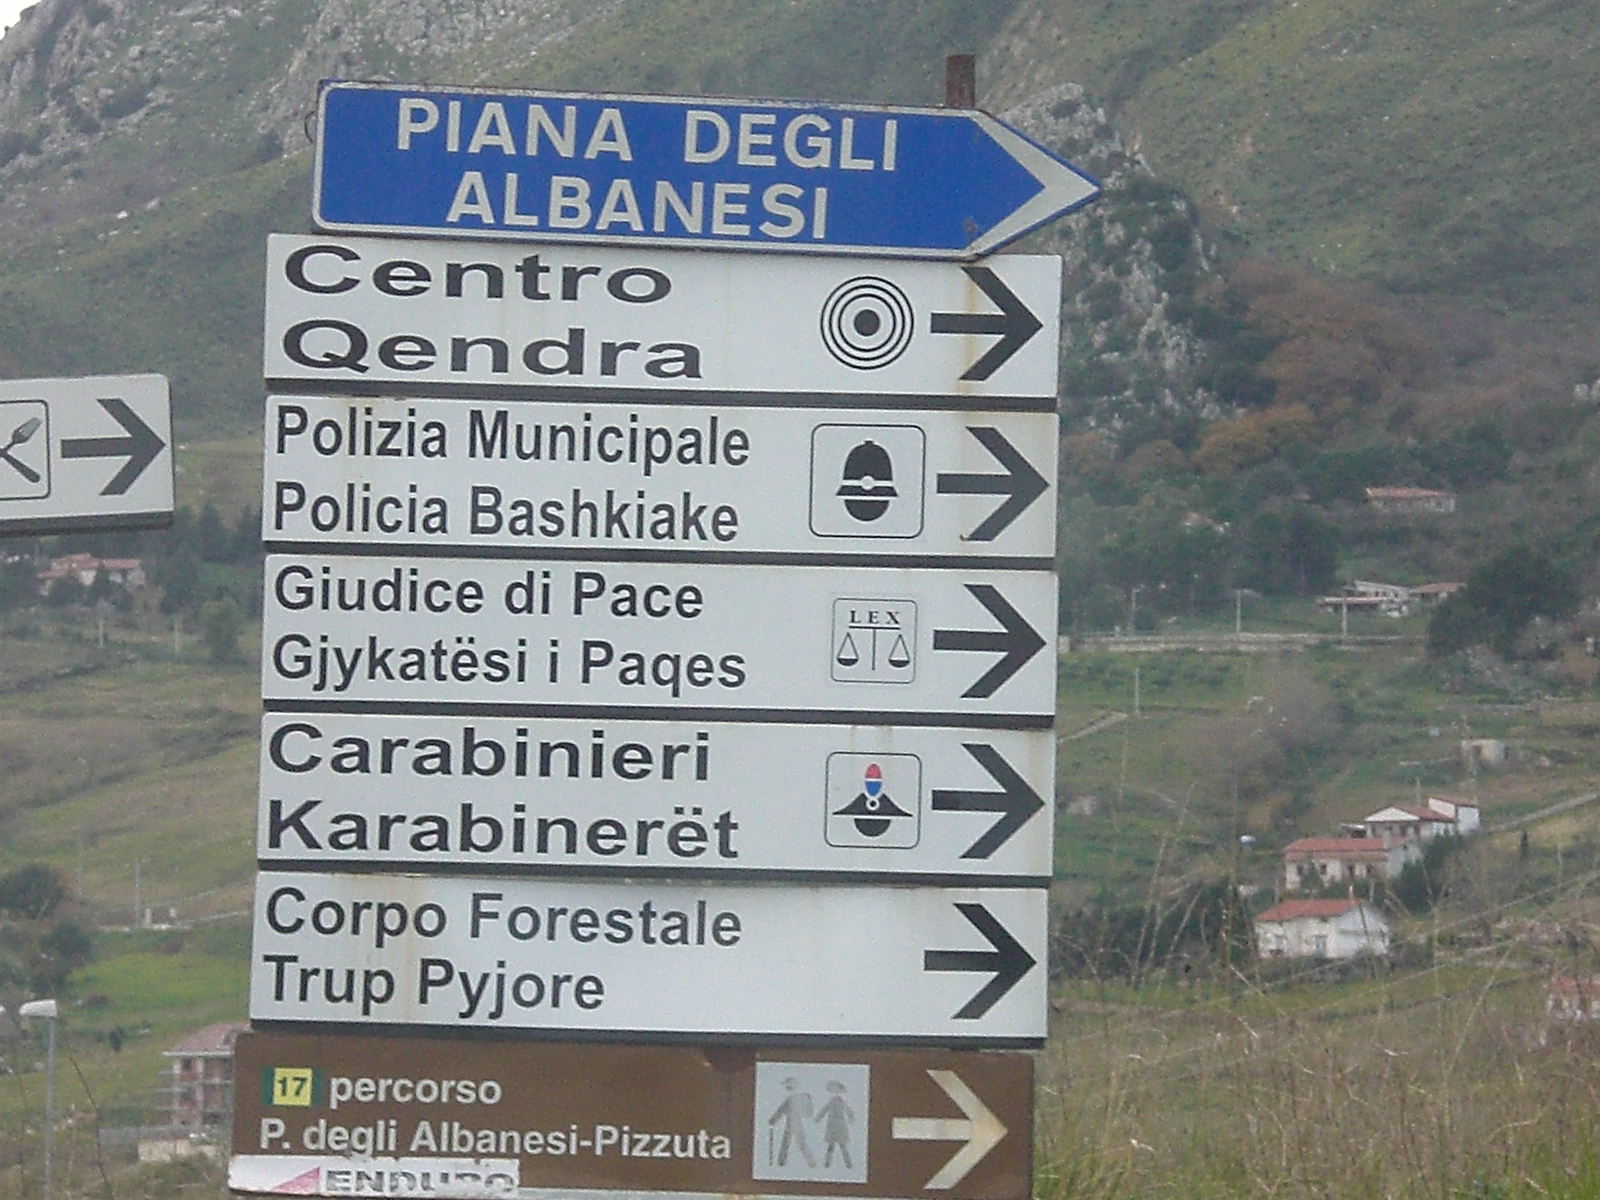 PIANA DEGLI
ALBANESI
Centro
Qendra
Polizia Municipale
Policia Bashkiake
Giudice di Pace
Gjykatësi i Paqes
LEX
Carabinieri
Karabinerët
Corpo Forestale
Trup Pyjore
17 percorso
P. degli Albanesi-Pizzuta
ENDURO